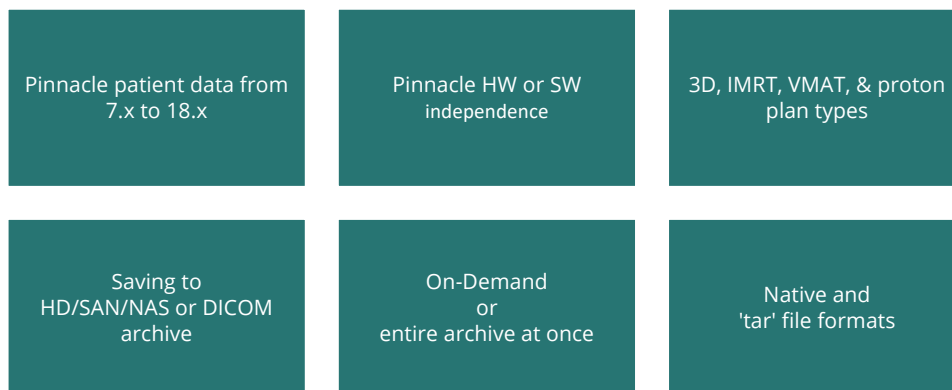 Pinnacle patient data from
7.x to 18.x
Pinnacle HW or SW
independence
3D, IMRT, VMAT, & proton
plan types
Saving to
HD/SAN/NAS or DICOM
archive
On-Demand
or
entire archive at once
Native and
'tar' file formats